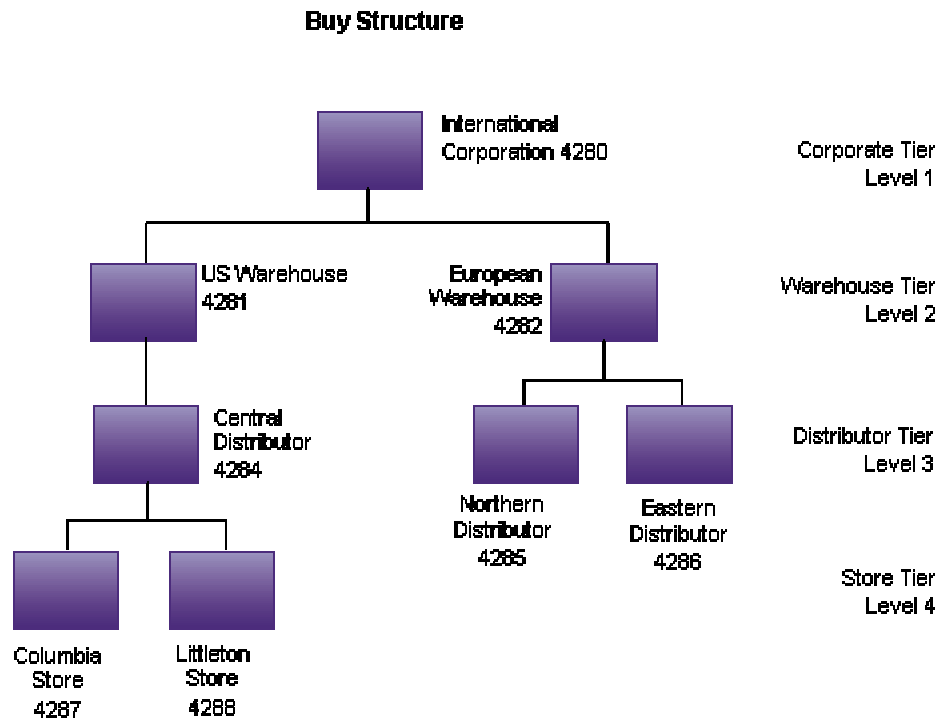 Buy Structure
International
Corporation 4280
Corporate Tier
Level 1
US Warehouse
4281
European
Warehouse
4282
Warehouse Tier
Level 2
Central
Distributor
4284
Distributor Tier
Level 3
Northern
Distributor
4285
Eastern
Distributor
4286
Store Tier
Level 4
Columbia
Store
4287
Littleton
Store
4288